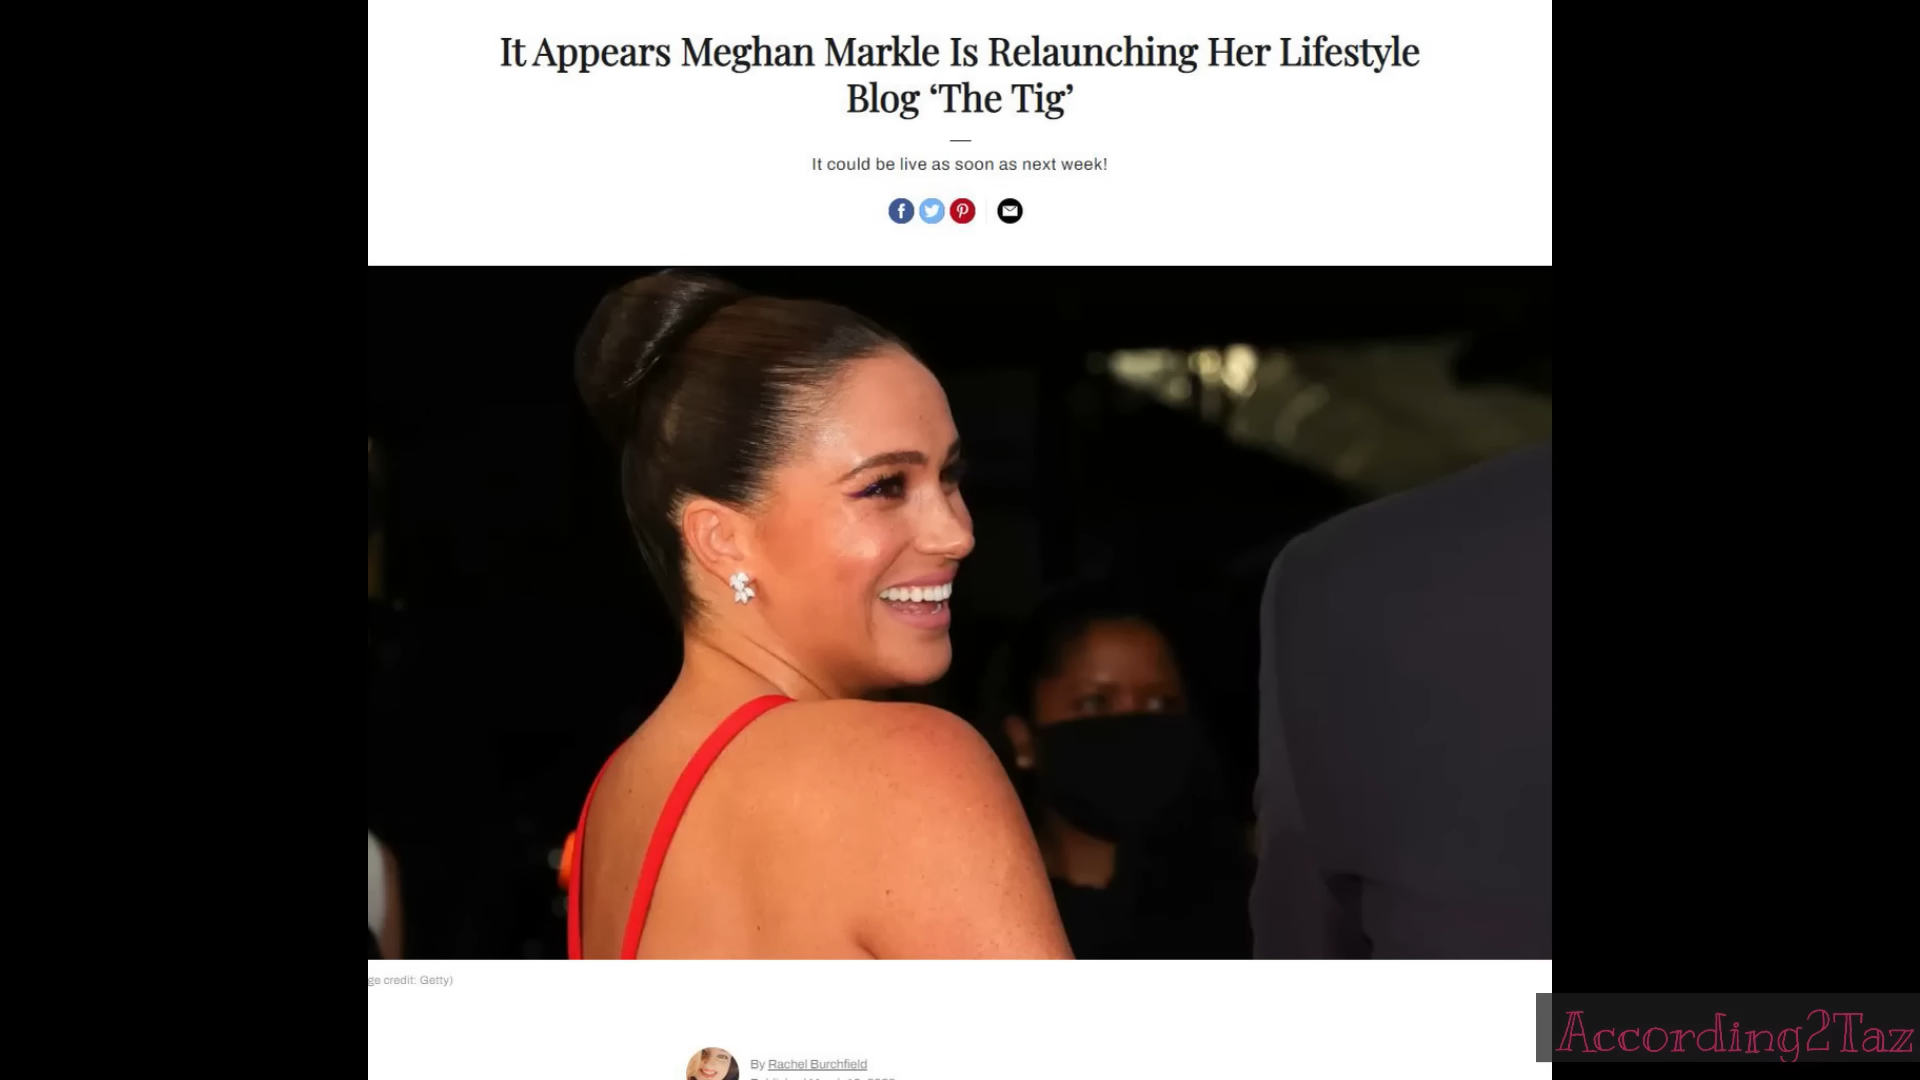 It Appears Meghan Markle Is Relaunching Her Lifestyle
Blog ‘The Tig’
It could be live as soon as next week!
ge credit: Getty)
By Rachel Burchfield
According2Taz